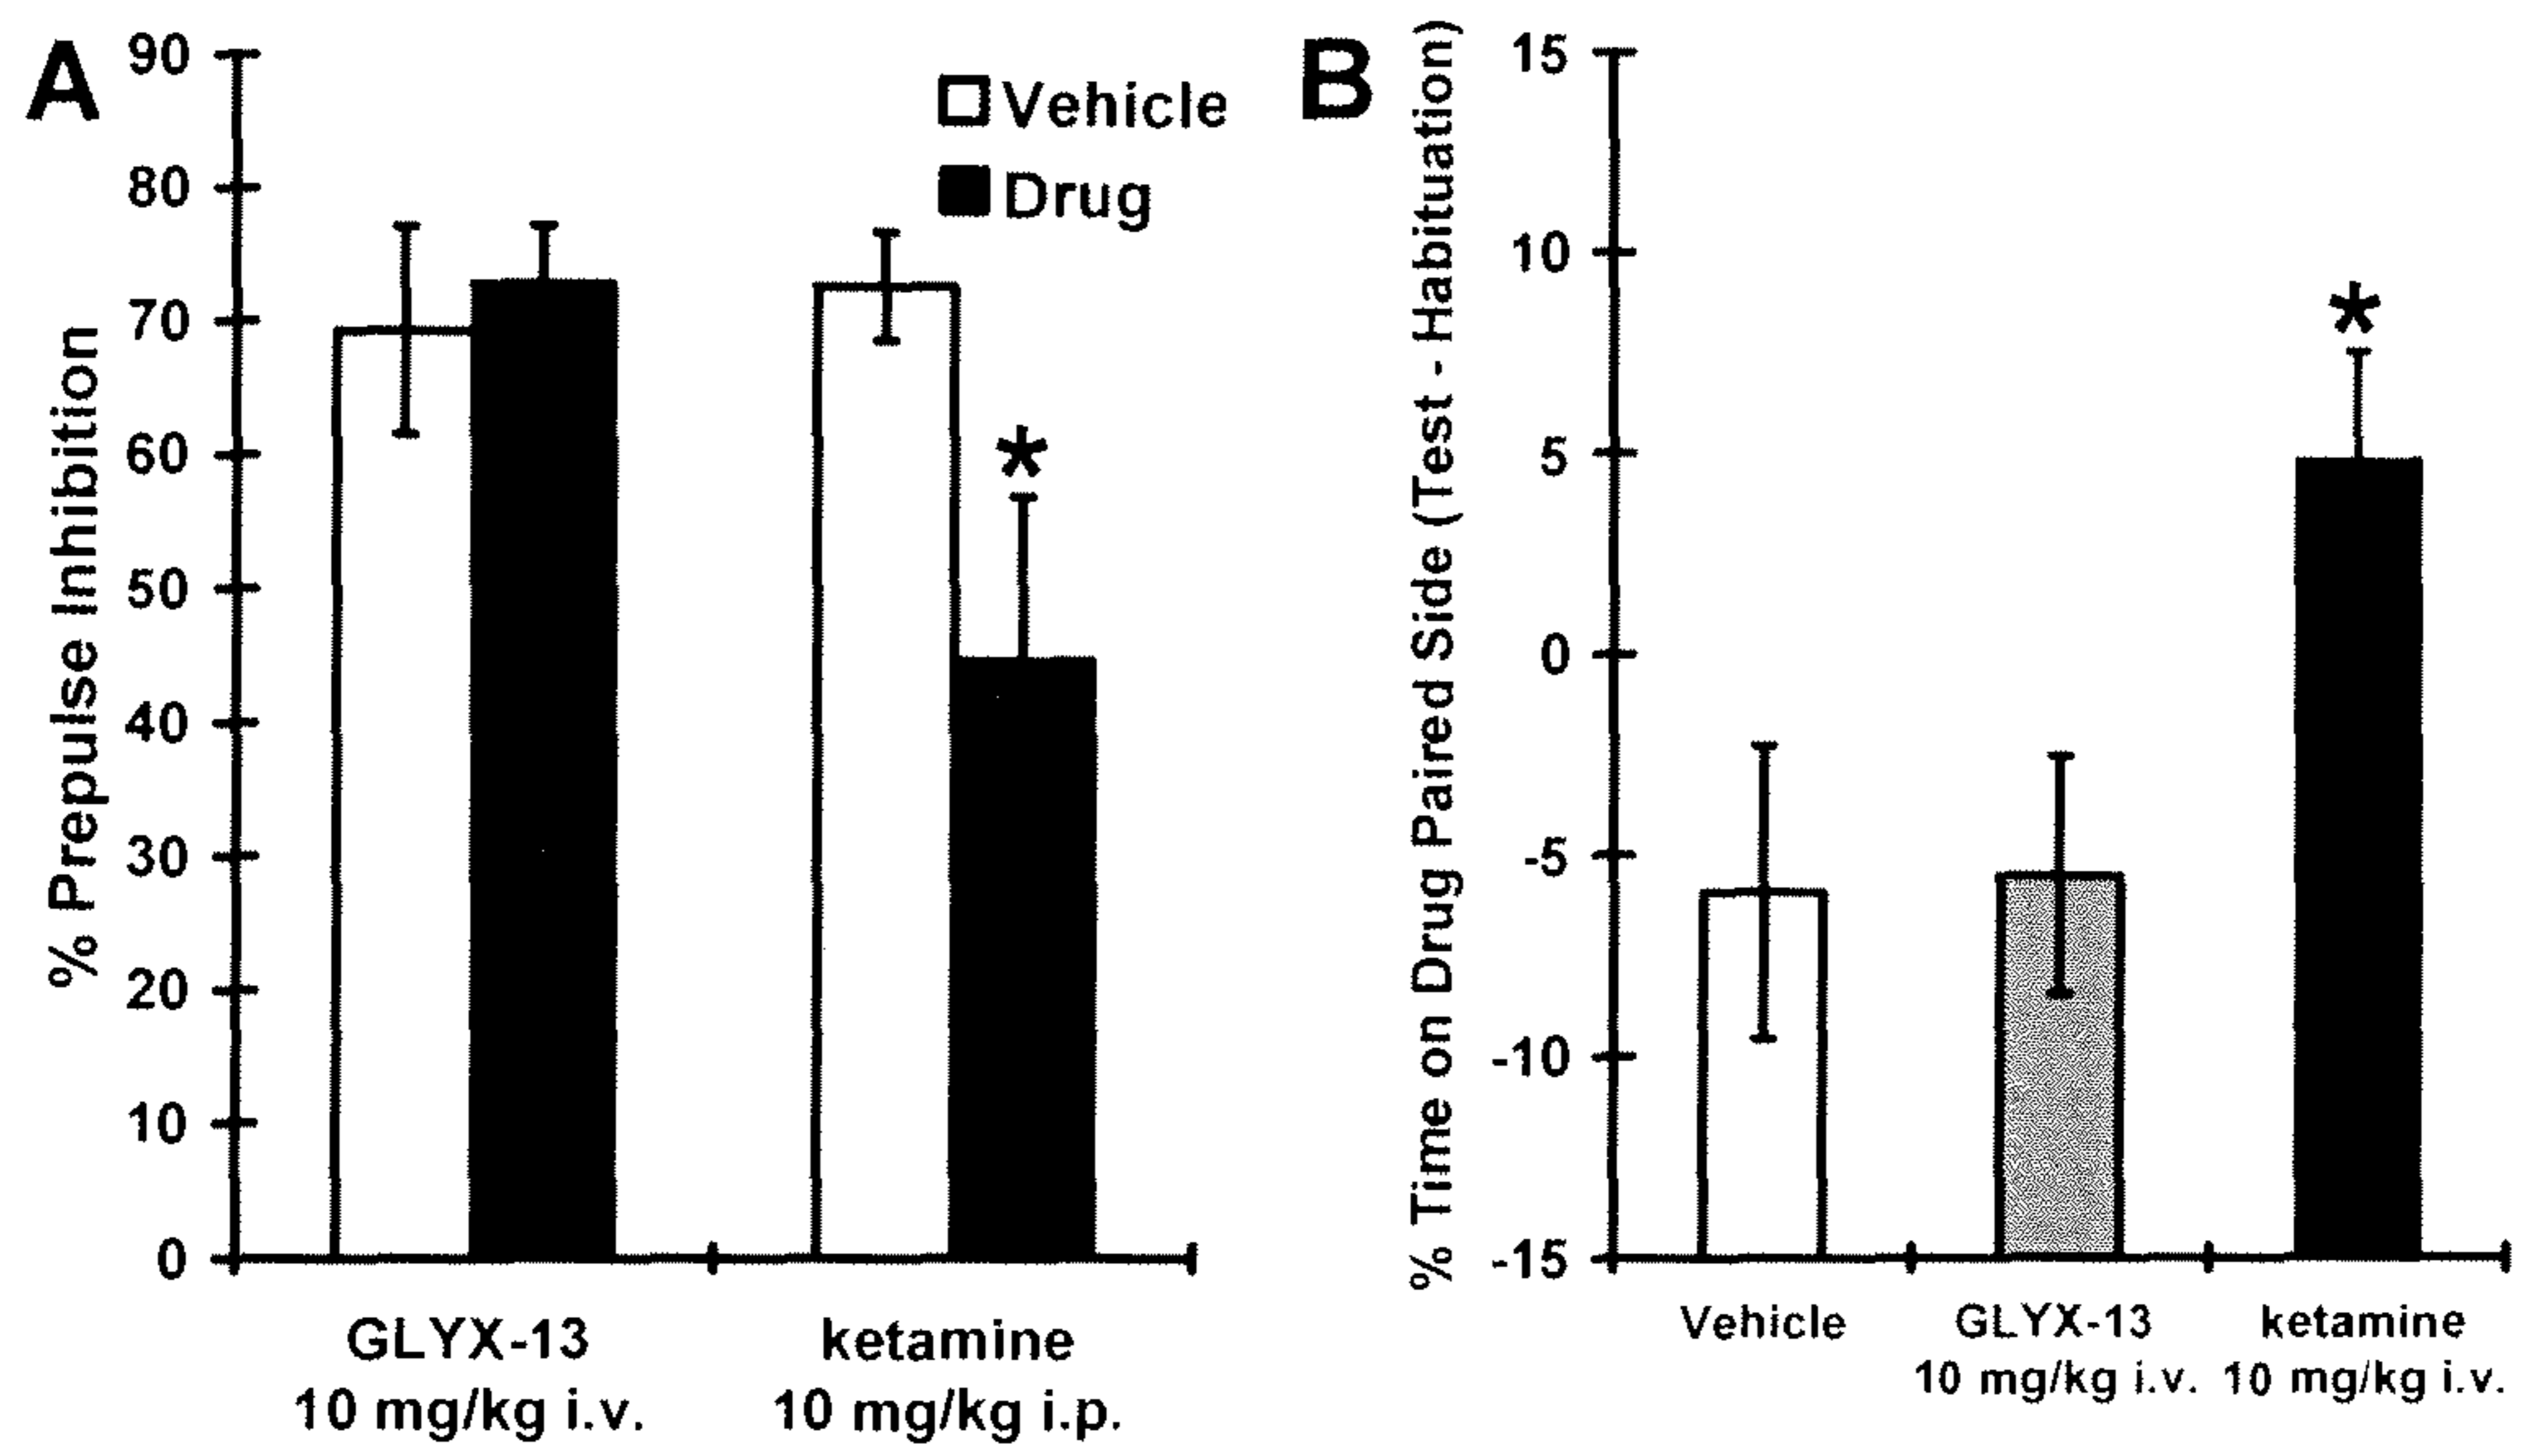 A
% Prepulse Inhibition
90
80
70
60
50
40
30
20
10
0
Vehicle
Drug
*
GLYX-13
10 mg/kg i.v.
ketamine
10 mg/kg i.p.
B
% Time on Drug Paired Side (Test - Habituation)
15
10
5
0
-5
-10
-15
*
Vehicle
GLYX-13
10 mg/kg i.v.
ketamine
10 mg/kg i.v.